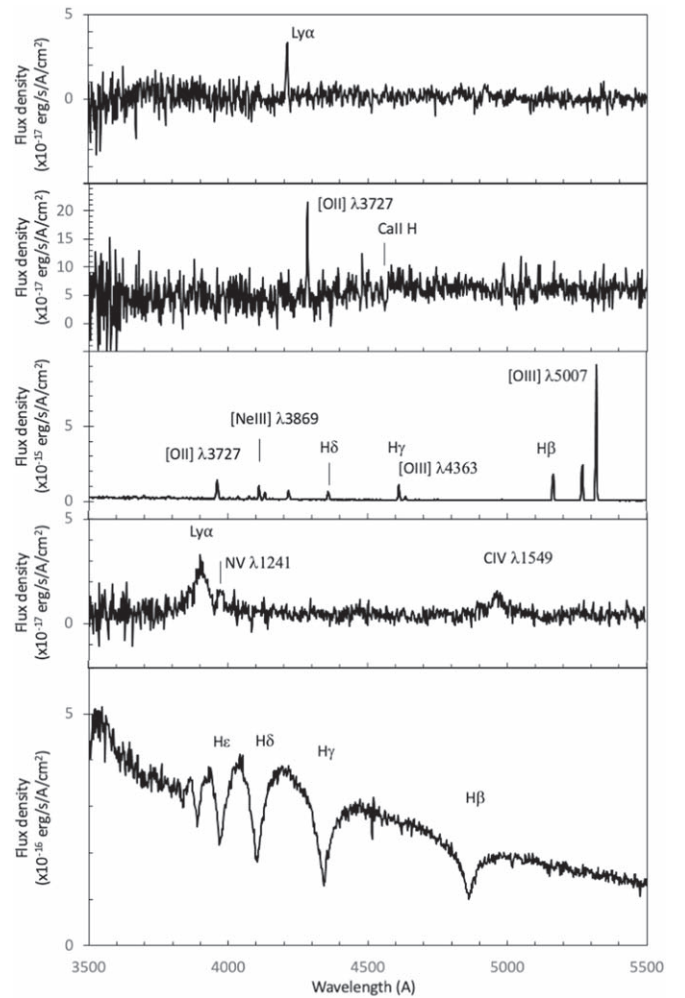 5
Lyα
0
Flux density
(x10-17 erg/s/A/cm2)
20
15
10
5
0
[OII] λ3727
CaII H
Flux density
(x10-17 erg/s/A/cm2)
5
0
[OII] λ3727
[NeIII] λ3869
Hδ
Hγ
[OIII] λ4363
Hβ
[OIII] λ5007
Flux density
(x10-15 erg/s/A/cm2)
5
0
Lyα
NV λ1241
CIV λ1549
Flux density
(x10-17 erg/s/A/cm2)
5
0
Hε
Hδ
Hγ
Hβ
Flux density
(x10-16 erg/s/A/cm2)
3500 4000 4500 5000 5500
Wavelength (A)